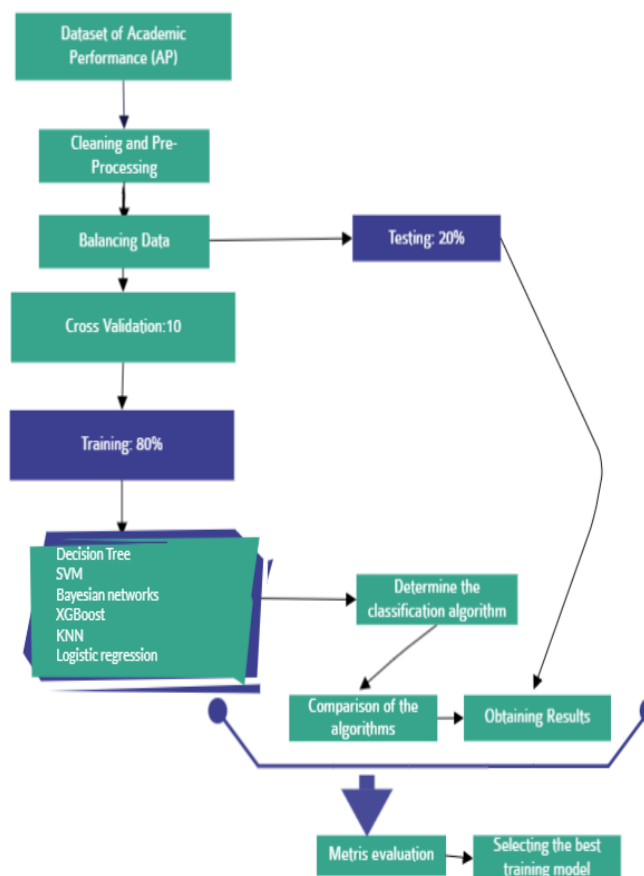 Dataset of Academic
Performance (AP)
Cleaning and Pre-
Processing
Balancing Data
Testing: 20%
Cross Validation:10
Training: 80%
Decision Tree
SVM
Bayesian networks
XGBoost
KNN
Logistic regression
Determine the
classification algorithm
Comparison of the
algorithms
Obtaining Results
Metris evaluation
Selecting the best
training model